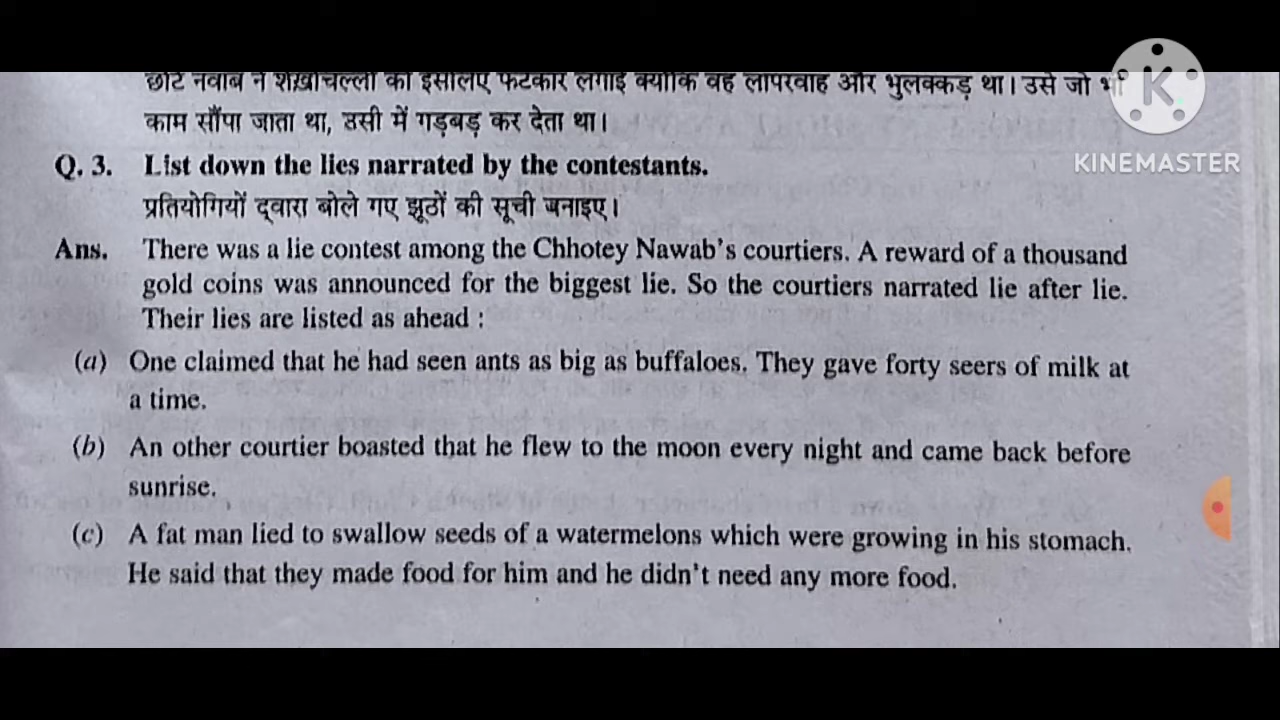 छोटे नवाब ने शेख़ीचिल्ली को इसलिए फटकार लगाई क्योंकि वह लापरवाह और भुलक्कड़ था। उसे जो भी
काम सौंपा जाता था, उसी में गड़बड़ कर देता था।
K
KINEMASTER
Q. 3. List down the lies narrated by the contestants.
प्रतियोगियों द्वारा बोले गए झूठों की सूची बनाइए।
Ans. There was a lie contest among the Chhotey Nawab's courtiers. A reward of a thousand
gold coins was announced for the biggest lie. So the courtiers narrated lie after lie.
Their lies are listed as ahead :
(a) One claimed that he had seen ants as big as buffaloes. They gave forty seers of milk at
a time.
(b) An other courtier boasted that he flew to the moon every night and came back before
sunrise.
(c) A fat man lied to swallow seeds of a watermelons which were growing in his stomach.
He said that they made food for him and he didn't need any more food.